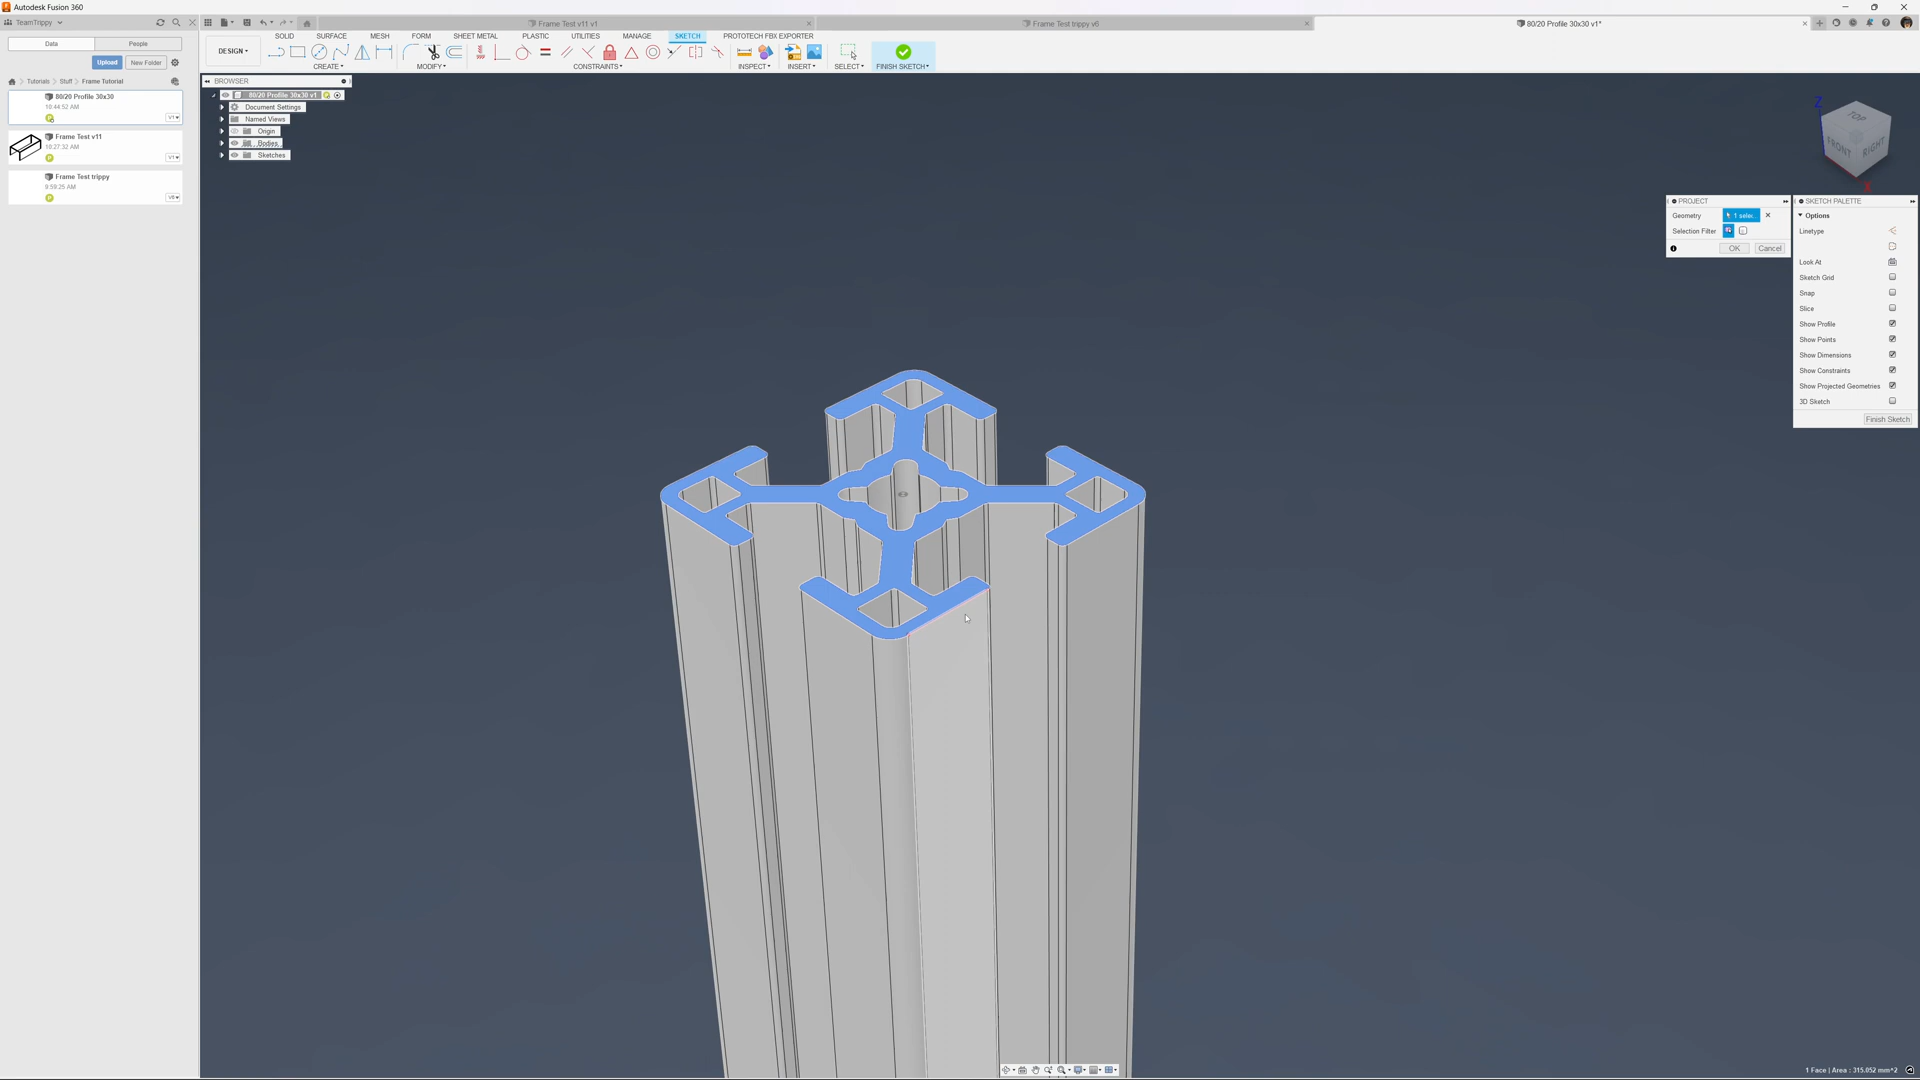 Autodesk Fusion 360
TeamTrippy
Frame Test v11 v1
Frame Test trippy v6
80/20 Profile 30x30 v1*
Data
People
Upload
New Folder
Tutorials > Stuff > Frame Tutorial
80/20 Profile 30x30
10:44:52 AM
V1
Frame Test v11
10:27:32 AM
V1
Frame Test trippy
9:59:25 AM
V6
DESIGN
SOLID
SURFACE
MESH
FORM
SHEET METAL
PLASTIC
UTILITIES
MANAGE
SKETCH
PROTOTECH FBX EXPORTER
CREATE
MODIFY
CONSTRAINTS
INSPECT
INSERT
SELECT
FINISH SKETCH
BROWSER
80/20 Profile 30x30 v1
Document Settings
Named Views
Origin
Bodies
Sketches
Z
TOP
FRONT
RIGHT
X
PROJECT
Geometry
1 selec..
Selection Filter
OK
Cancel
SKETCH PALETTE
Options
Linetype
Look At
Sketch Grid
Snap
Slice
Show Profile
Show Points
Show Dimensions
Show Constraints
Show Projected Geometries
3D Sketch
Finish Sketch
1 Face | Area : 315.052 mm^2